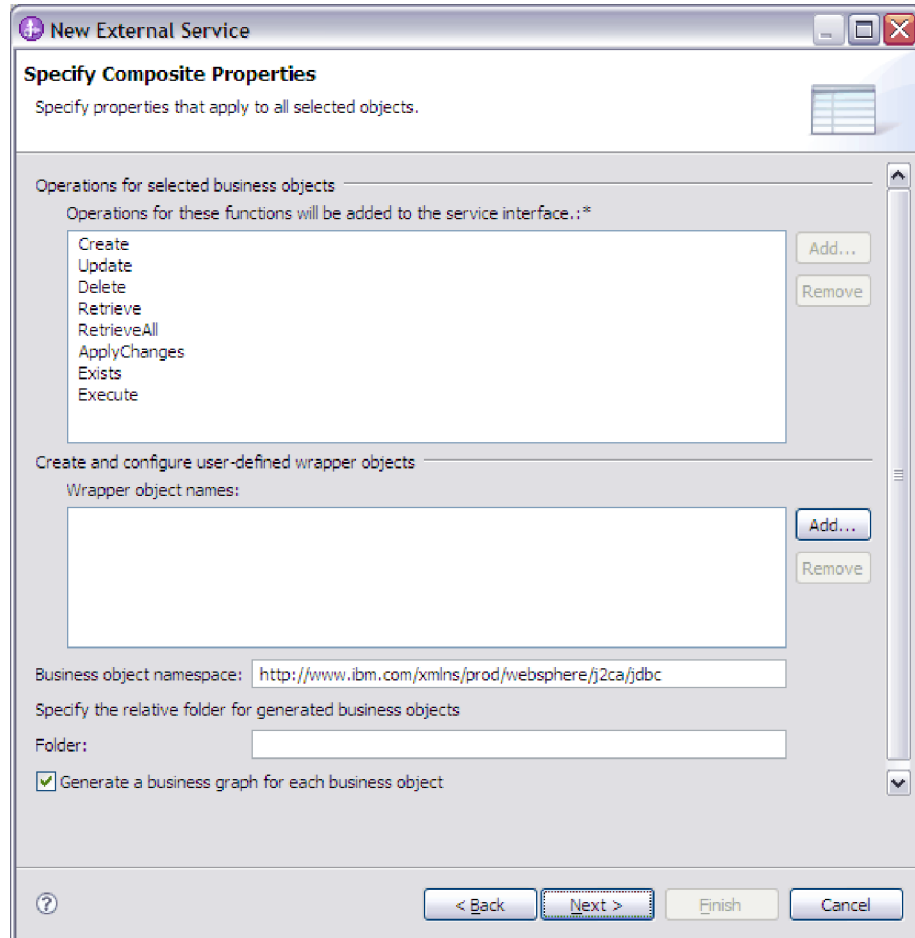 New External Service
Specify Composite Properties
Specify properties that apply to all selected objects.
Operations for selected business objects
Operations for these functions will be added to the service interface.:*
Create
Update
Delete
Retrieve
RetrieveAll
ApplyChanges
Exists
Execute
Add...
Remove
Create and configure user-defined wrapper objects
Wrapper object names:
Add...
Remove
Business object namespace: http://www.ibm.com/xmlns/prod/websphere/j2ca/jdbc
Specify the relative folder for generated business objects
Folder:
Generate a business graph for each business object
? < Back Next > Finish Cancel